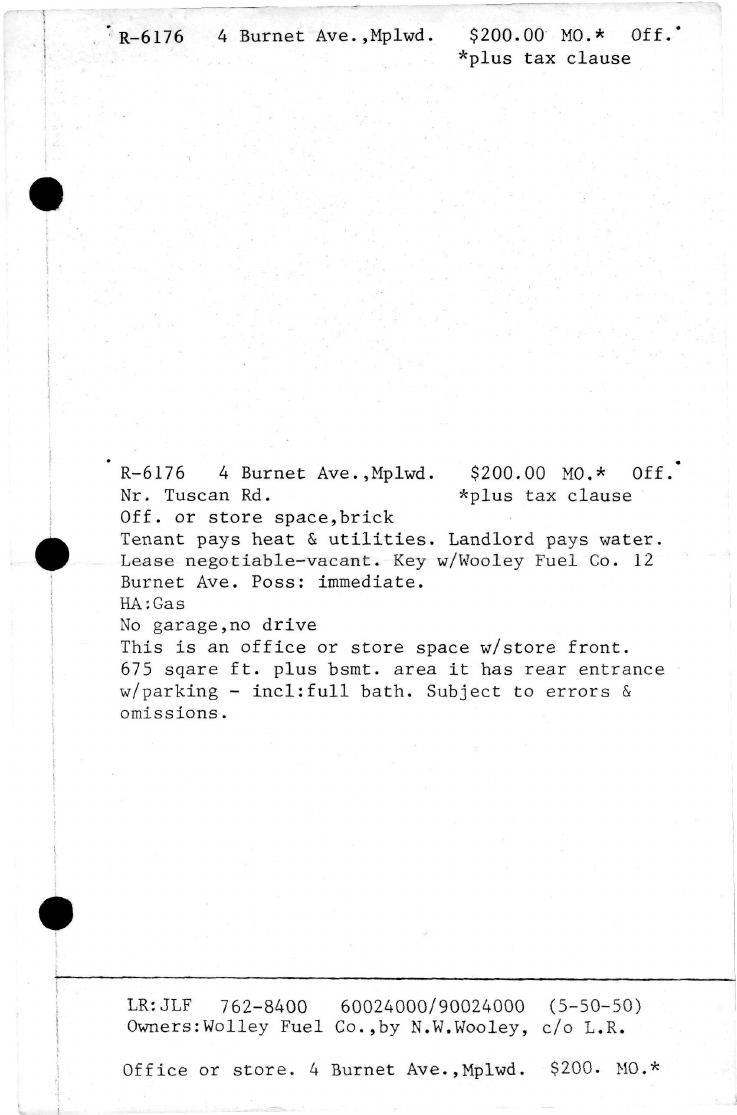 R-6176 4 Burnet Ave.,Mplwd. $200.00 MO.* Off.
*plus tax clause
R-6176 4 Burnet Ave.,Mplwd. $200.00 MO.* Off.
Nr. Tuscan Rd. *plus tax clause
Off. or store space,brick
Tenant pays heat & utilities. Landlord pays water.
Lease negotiable-vacant. Key w/Wooley Fuel Co. 12
Burnet Ave. Poss: immediate.
HA:Gas
No garage,no drive
This is an office or store space w/store front.
675 sqare ft. plus bsmt. area it has rear entrance
w/parking - incl:full bath. Subject to errors &
omissions.
LR:JLF 762-8400 60024000/90024000 (5-50-50)
Owners:Wolley Fuel Co.,by N.W.Wooley, c/o L.R.
Office or store. 4 Burnet Ave.,Mplwd. $200. MO.*